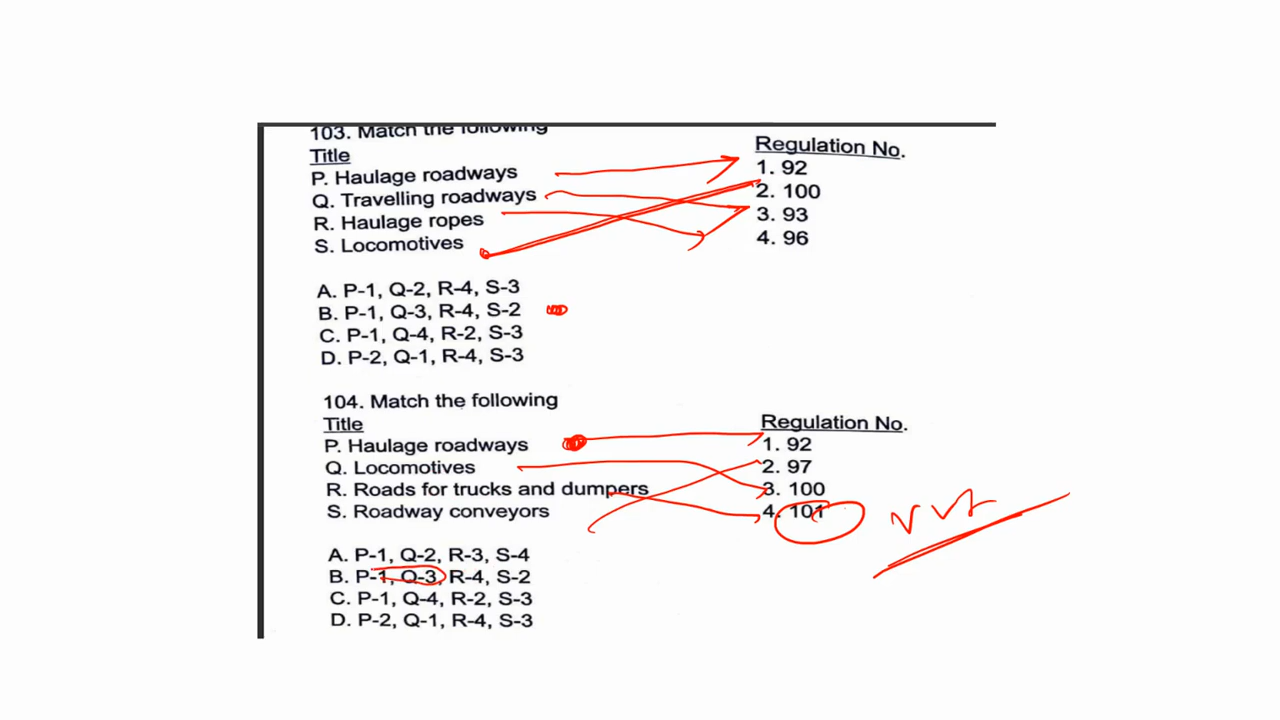 103. Match the following
Title
Regulation No.
P. Haulage roadways
1. 92
Q. Travelling roadways
2. 100
R. Haulage ropes
3. 93
S. Locomotives
4. 96
A. P-1, Q-2, R-4, S-3
B. P-1, Q-3, R-4, S-2
C. P-1, Q-4, R-2, S-3
D. P-2, Q-1, R-4, S-3
104. Match the following
Title
Regulation No.
P. Haulage roadways
1. 92
Q. Locomotives
2. 97
R. Roads for trucks and dumpers
3. 100
S. Roadway conveyors
4. 101
A. P-1, Q-2, R-3, S-4
B. P-1, Q-3, R-4, S-2
C. P-1, Q-4, R-2, S-3
D. P-2, Q-1, R-4, S-3